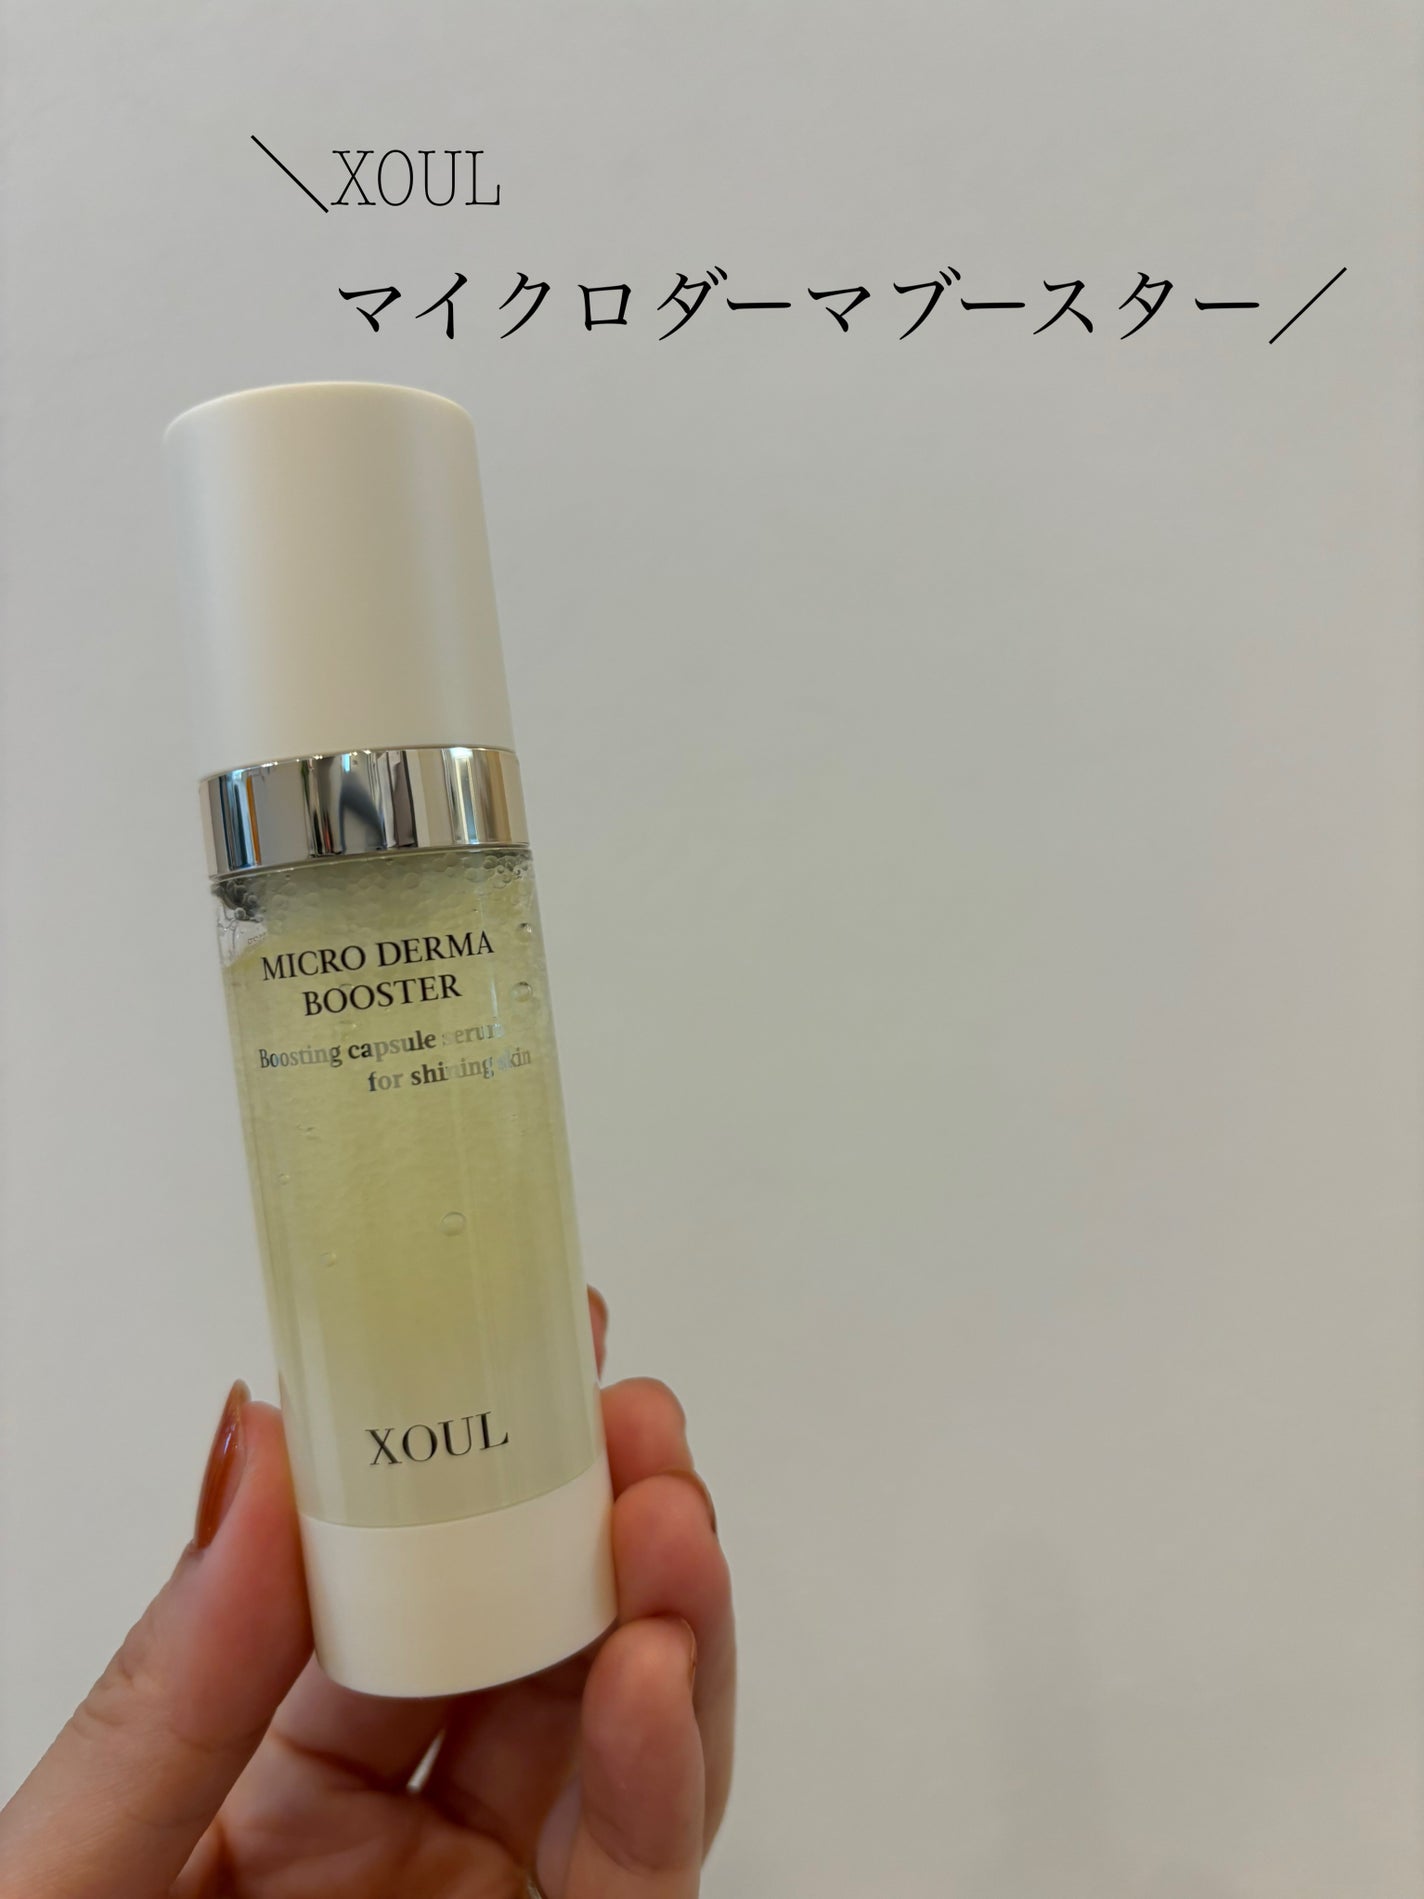 ＼XOUL
マイクロダーマブースター／
MICRO DERMA
BOOSTER
Boosting capsule serum
for shining skin
XOUL